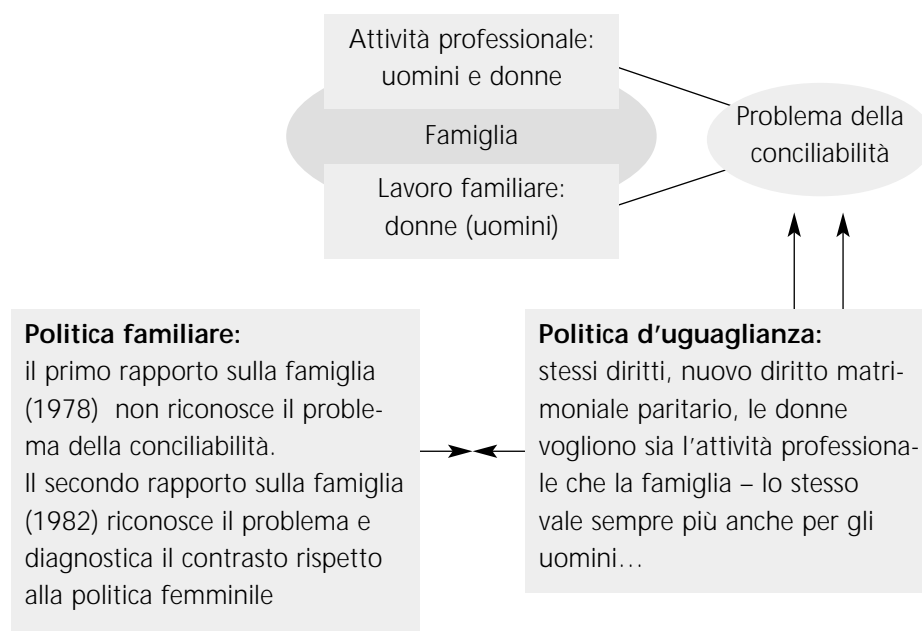 Attività professionale:
uomini e donne
Famiglia
Lavoro familiare:
donne (uomini)
Problema della
conciliabilità
Politica familiare:
il primo rapporto sulla famiglia
(1978) non riconosce il proble-
ma della conciliabilità.
Il secondo rapporto sulla famiglia
(1982) riconosce il problema e
diagnostica il contrasto rispetto
alla politica femminile
Politica d'uguaglianza:
stessi diritti, nuovo diritto matri-
moniale paritario, le donne
vogliono sia l'attività professiona-
le che la famiglia – lo stesso
vale sempre più anche per gli
uomini…